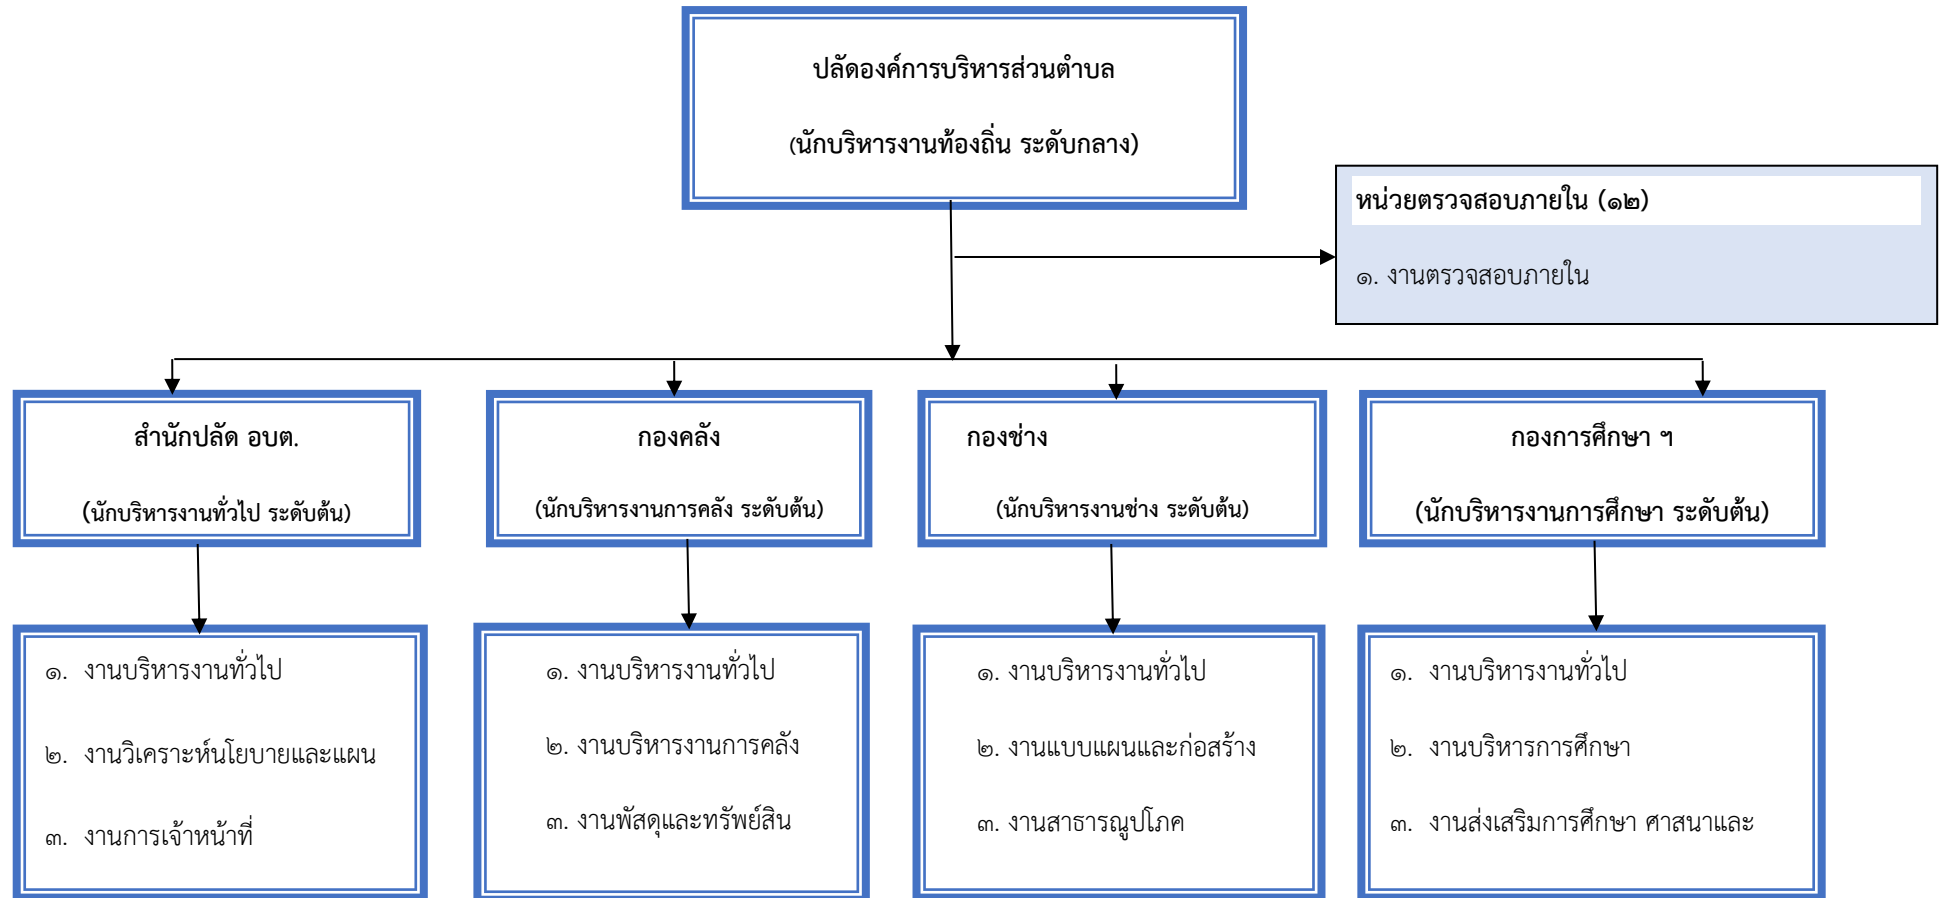 ปลัดองค์การบริหารส่วนตำบล
(นักบริหารงานท้องถิ่น ระดับกลาง)
หน่วยตรวจสอบภายใน (๑๒)
๑. งานตรวจสอบภายใน
สำนักปลัด อบต.
(นักบริหารงานทั่วไป ระดับต้น)
กองคลัง
(นักบริหารงานการคลัง ระดับต้น)
กองช่าง
(นักบริหารงานช่าง ระดับต้น)
กองการศึกษา ฯ
(นักบริหารงานการศึกษา ระดับต้น)
๑. งานบริหารงานทั่วไป
๒. งานวิเคราะห์นโยบายและแผน
๓. งานการเจ้าหน้าที่
๑. งานบริหารงานทั่วไป
๒. งานบริหารงานการคลัง
๓. งานพัสดุและทรัพย์สิน
๑. งานบริหารงานทั่วไป
๒. งานแบบแผนและก่อสร้าง
๓. งานสาธารณูปโภค
๑. งานบริหารงานทั่วไป
๒. งานบริหารการศึกษา
๓. งานส่งเสริมการศึกษา ศาสนาและ